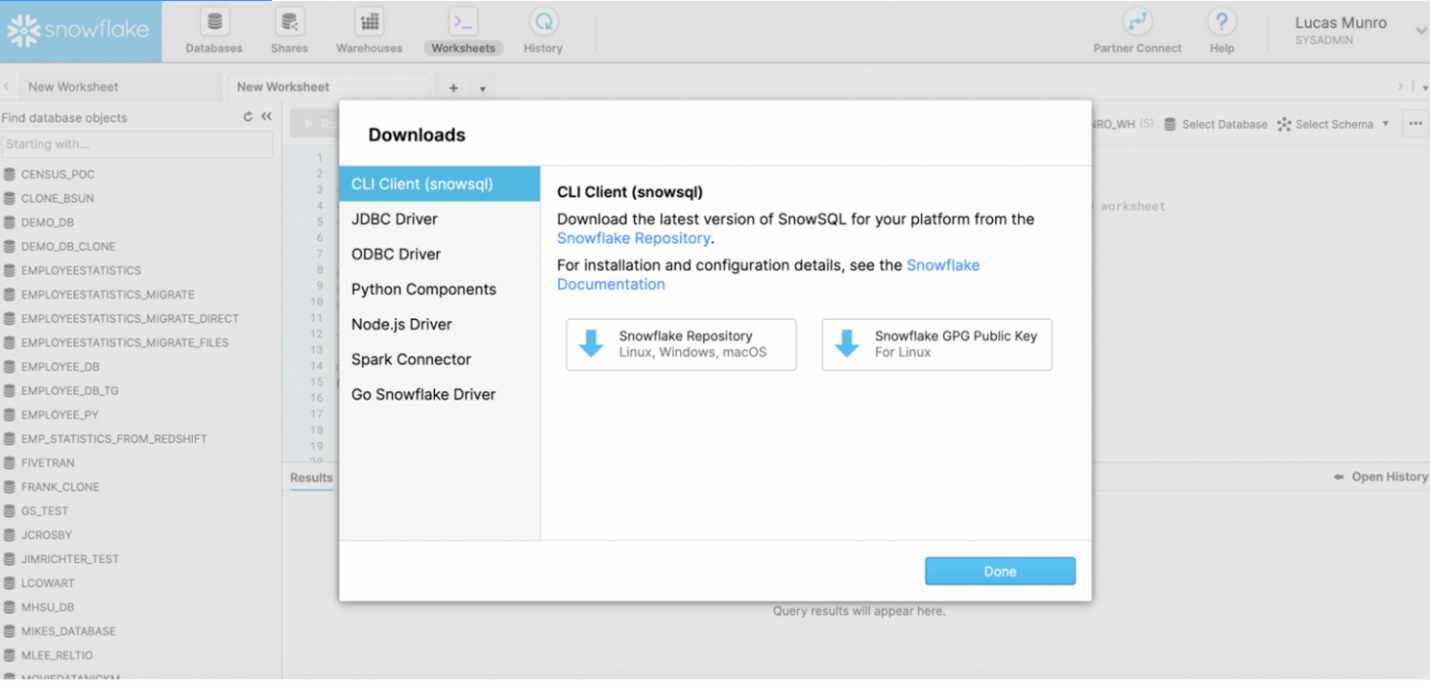 snowflake
Databases
Shares
Warehouses
Worksheets
History
Partner Connect
Help
Lucas Munro
SYSADMIN
New Worksheet
New Worksheet
Find database objects
Starting with...
CENSUS_POC
CLONE_BSUN
DEMO_DB
DEMO_DB_CLONE
EMPLOYEESTATISTICS
EMPLOYEESTATISTICS_MIGRATE
EMPLOYEESTATISTICS_MIGRATE_DIRECT
EMPLOYEESTATISTICS_MIGRATE_FILES
EMPLOYEE_DB
EMPLOYEE_DB_TG
EMPLOYEE_PY
EMP_STATISTICS_FROM_REDSHIFT
FIVETRAN
FRANK_CLONE
GS_TEST
JCROSBY
JIMRICHTER_TEST
LCOWART
MHSU_DB
MIKES_DATABASE
MLEE_RELTIO
1
2
3
4
5
6
7
8
9
10
11
12
13
14
15
16
17
18
19
20
NRO_WH (S) Select Database Select Schema
worksheet
Downloads
CLI Client (snowsql)
JDBC Driver
ODBC Driver
Python Components
Node.js Driver
Spark Connector
Go Snowflake Driver
CLI Client (snowsql)
Download the latest version of SnowSQL for your platform from the
Snowflake Repository.
For installation and configuration details, see the Snowflake
Documentation
Snowflake Repository
Linux, Windows, macOS
Snowflake GPG Public Key
For Linux
Done
Results
Open History
Query results will appear here.